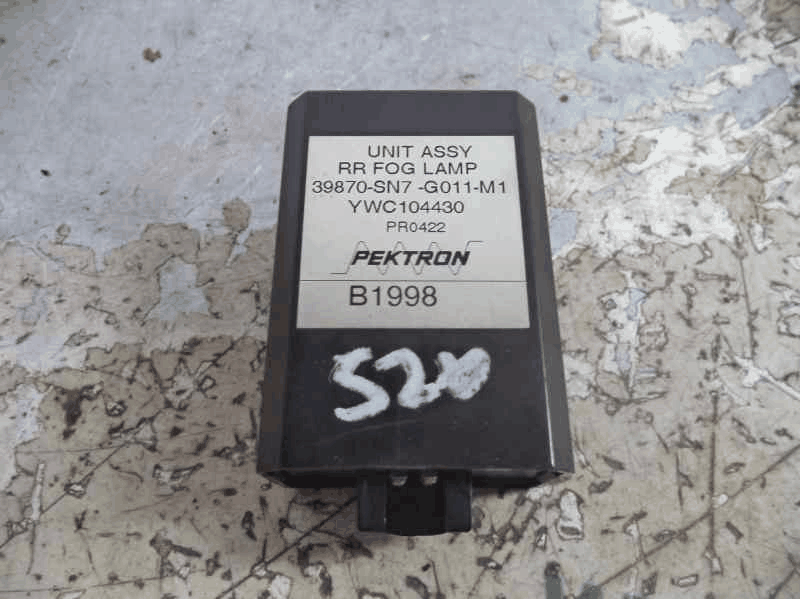 UNIT ASSY
RR FOG LAMP
39870-SN7 -G011-M1
YWC104430
PR0422
PEKTRON
B1998
520